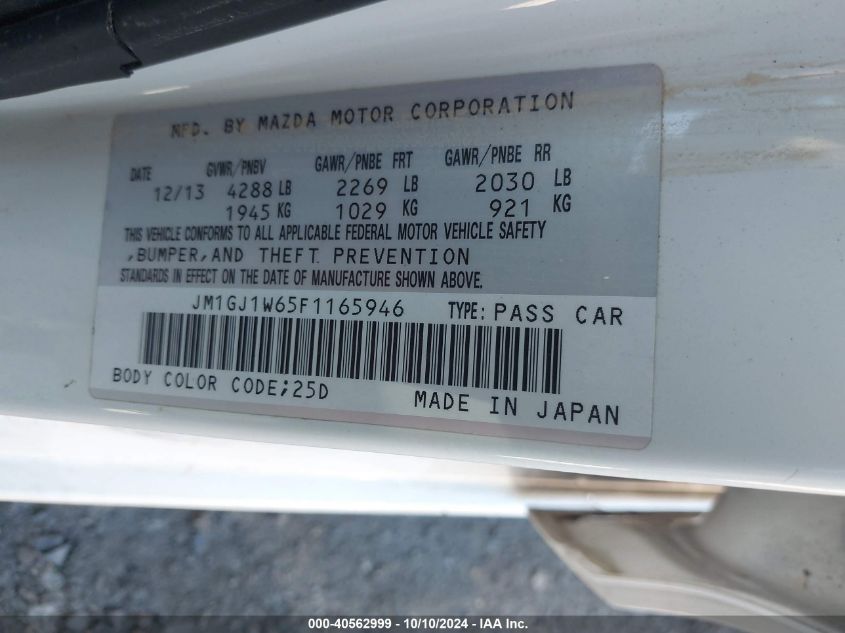 MFD. BY MAZDA MOTOR CORPORATION
DATE GVWR/PNBV GAWR/PNBE FRT GAWR/PNBE RR
12/13 4288 LB 2269 LB 2030 LB
1945 KG 1029 KG 921 KG
THIS VEHICLE CONFORMS TO ALL APPLICABLE FEDERAL MOTOR VEHICLE SAFETY
,BUMPER,AND THEFT PREVENTION
STANDARDS IN EFFECT ON THE DATE OF MANUFACTURE SHOWN ABOVE.
JM1GJ1W65F1165946 TYPE: PASS CAR
BODY COLOR CODE;25D
MADE IN JAPAN
000-40562999 - 10/10/2024 - IAA Inc.